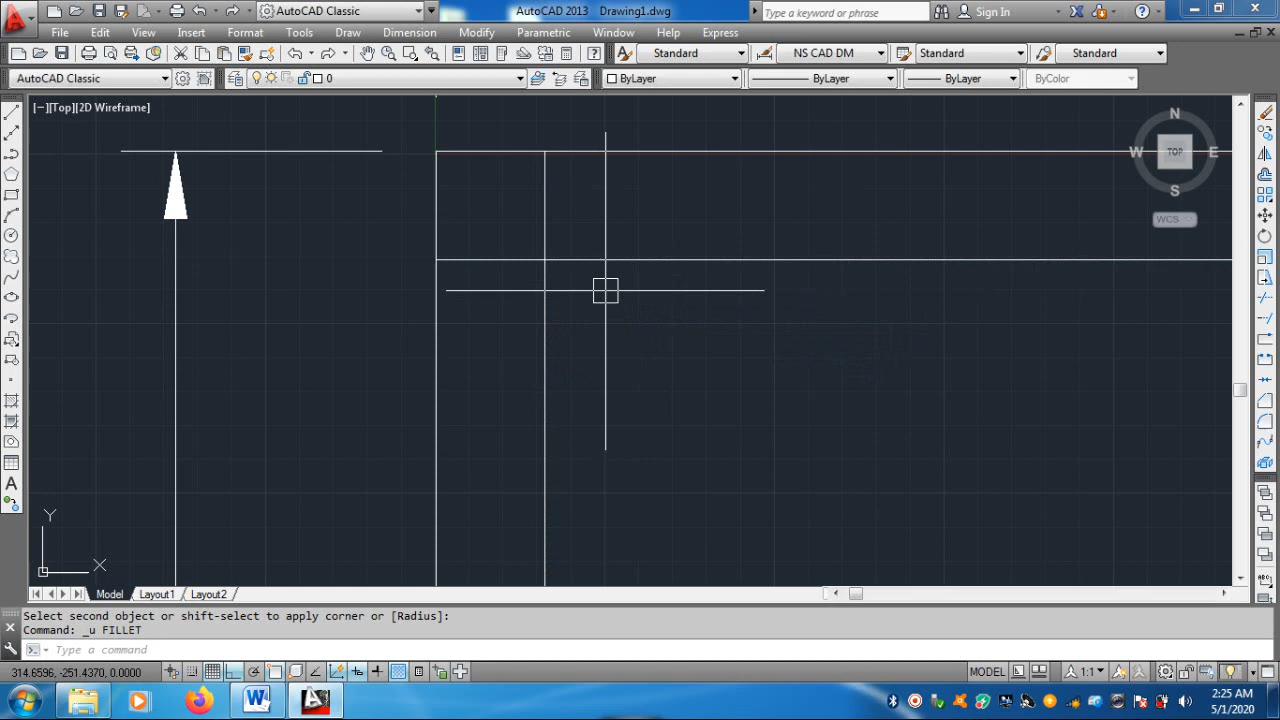 AutoCAD Classic
AutoCAD 2013 Drawing1.dwg
Type a keyword or phrase
Sign In
File Edit View Insert Format Tools Draw Dimension Modify Parametric Window Help Express
Standard NS CAD DM Standard Standard
AutoCAD Classic 0 ByLayer ByLayer ByLayer ByColor
[−][Top][2D Wireframe]
N
W TOP E
S
WCS
Y
X
A
Model Layout1 Layout2
Select second object or shift-select to apply corner or [Radius]:
Command: _u FILLET
Type a command
314.6596, -251.4370, 0.0000 MODEL 1:1
2:25 AM
5/1/2020